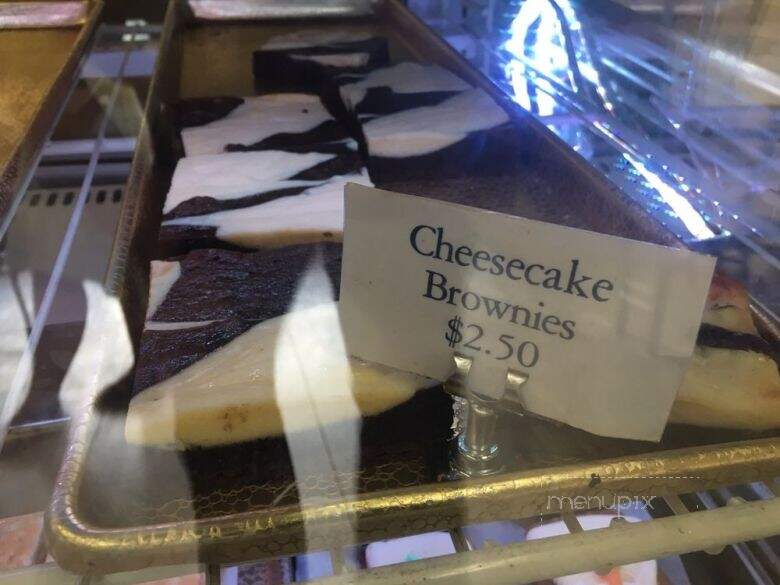 Cheesecake
Brownies
$2.50
menupix